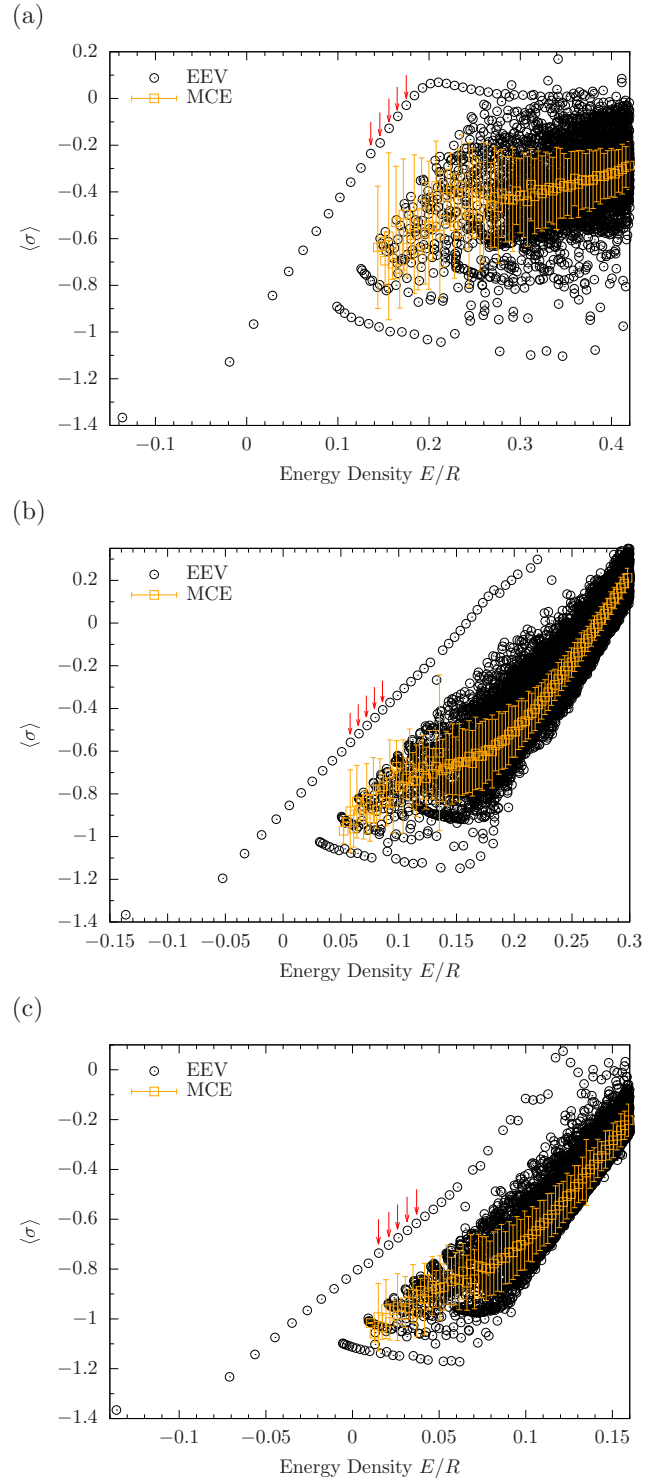 (a)
0.2
0
−0.2
−0.4
−0.6
−0.8
−1
−1.2
−1.4
⟨σ⟩
EEV
MCE
−0.1 0 0.1 0.2 0.3 0.4
Energy Density E/R
(b)
0.2
0
−0.2
−0.4
−0.6
−0.8
−1
−1.2
−1.4
⟨σ⟩
EEV
MCE
−0.15 −0.1 −0.05 0 0.05 0.1 0.15 0.2 0.25 0.3
Energy Density E/R
(c)
0
−0.2
−0.4
−0.6
−0.8
−1
−1.2
−1.4
⟨σ⟩
EEV
MCE
−0.1 −0.05 0 0.05 0.1 0.15
Energy Density E/R